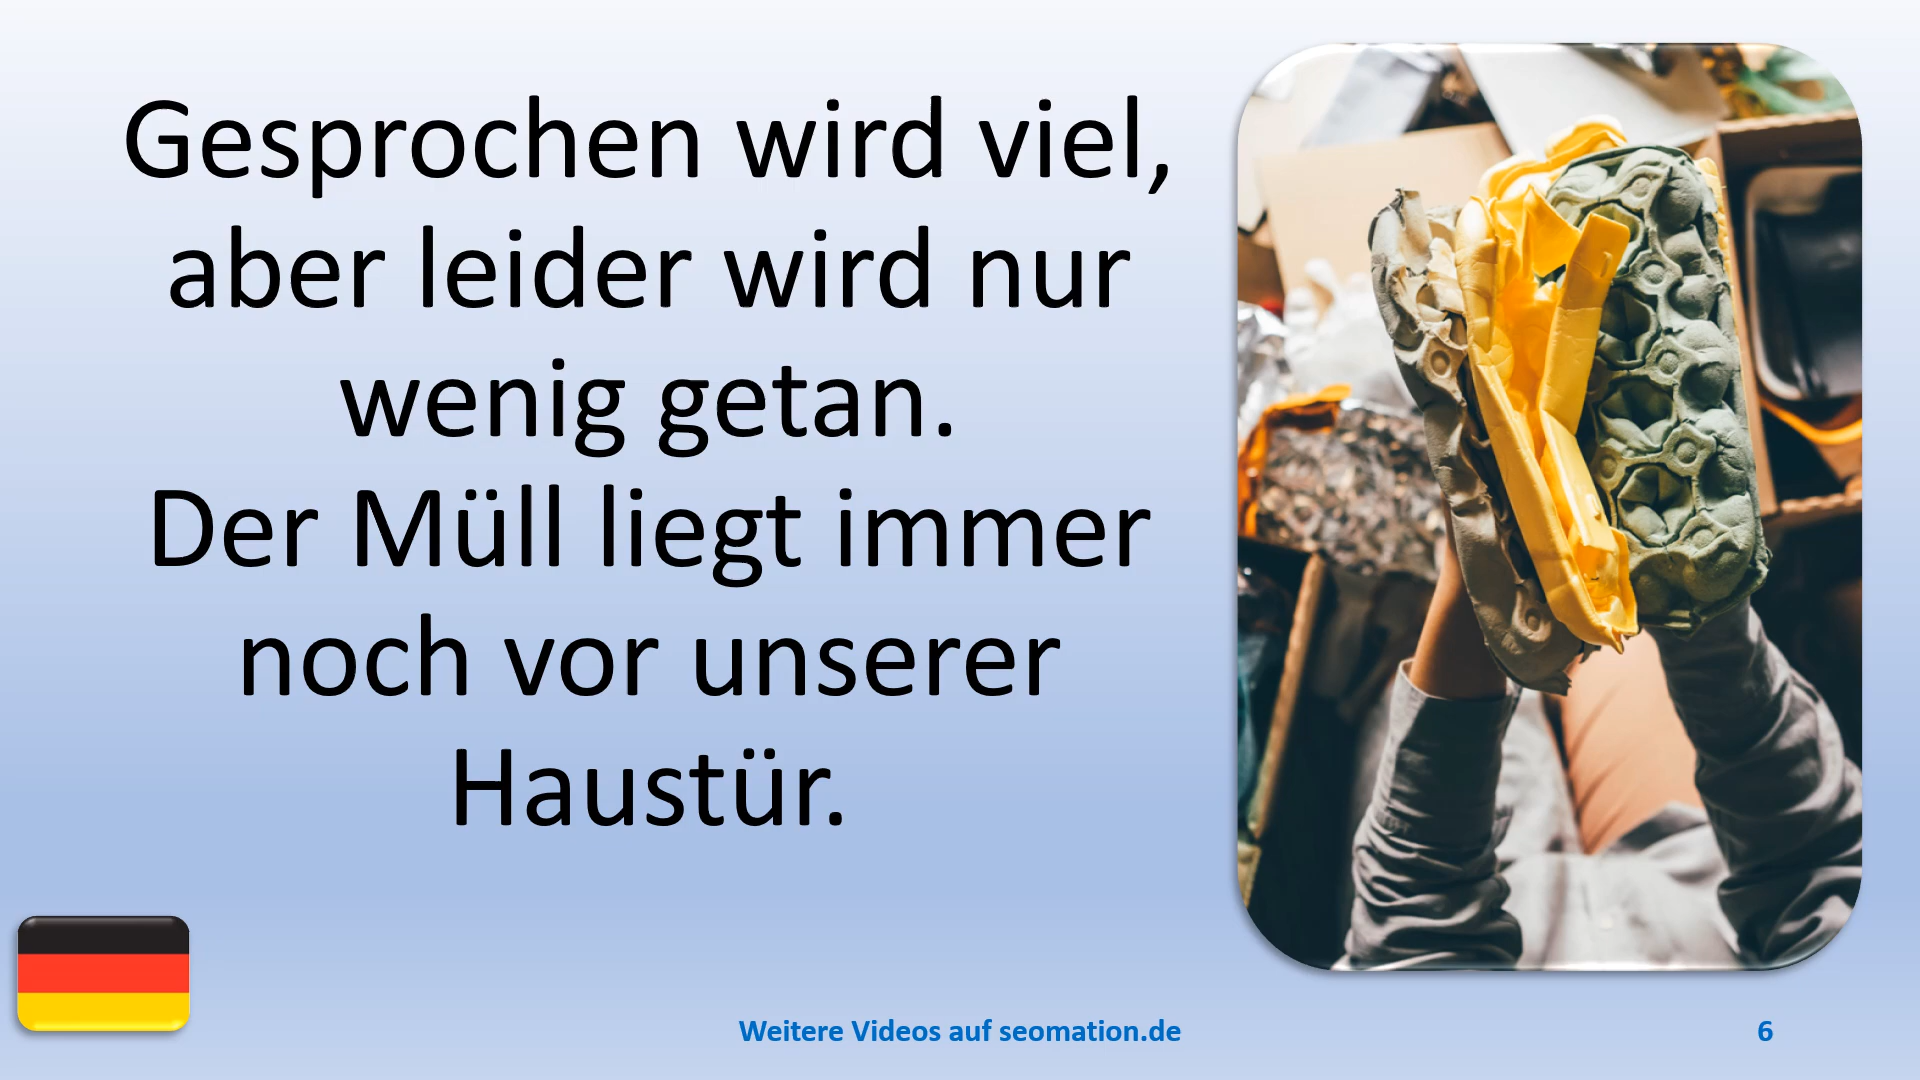 Gesprochen wird viel,
aber leider wird nur
wenig getan.
Der Müll liegt immer
noch vor unserer
Haustür.
Weitere Videos auf seomation.de
6